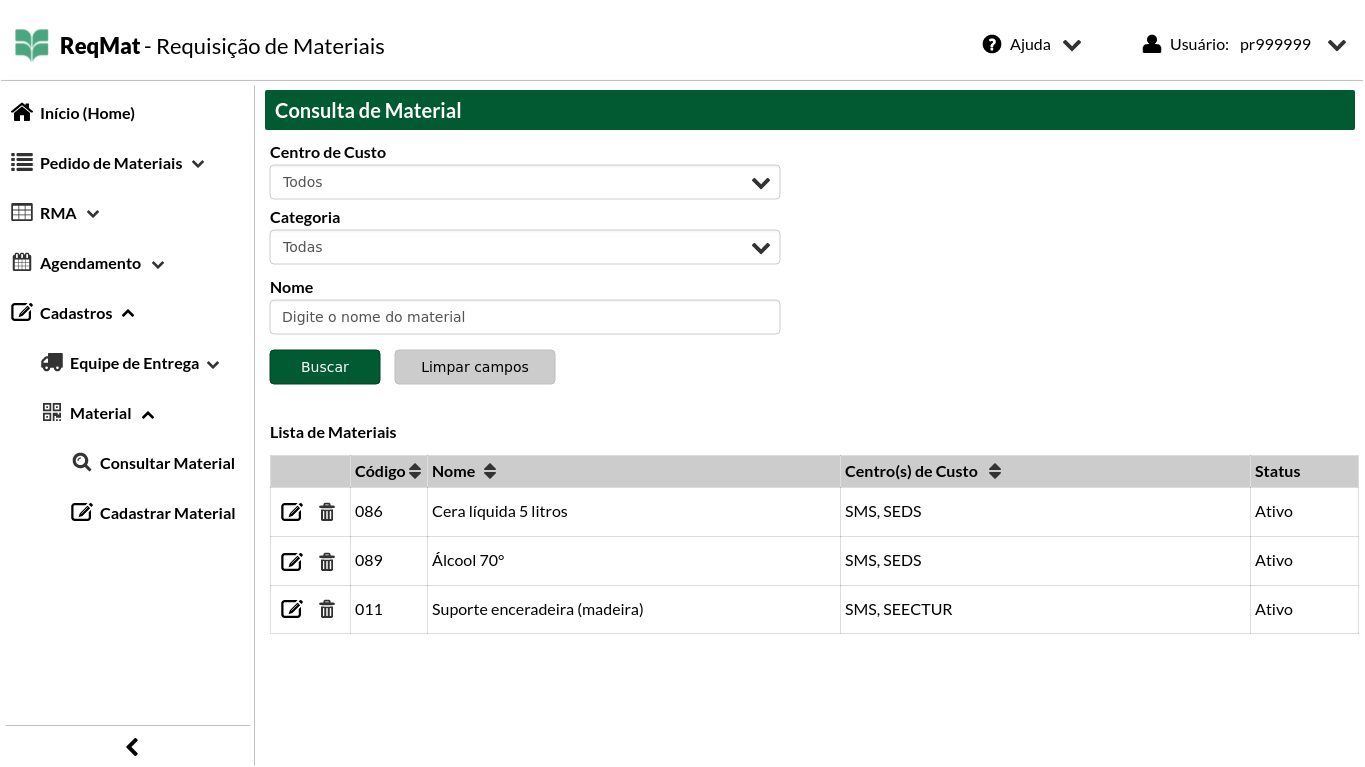 ReqMat - Requisição de Materiais
Ajuda
Usuário: pr999999
Início (Home)
Pedido de Materiais
RMA
Agendamento
Cadastros
Equipe de Entrega
Material
Consultar Material
Cadastrar Material
Consulta de Material
Centro de Custo
Todos
Categoria
Todas
Nome
Digite o nome do material
Buscar Limpar campos
Lista de Materiais
Código Nome Centro(s) de Custo Status
086 Cera líquida 5 litros SMS, SEDS Ativo
089 Álcool 70º SMS, SEDS Ativo
011 Suporte enceradeira (madeira) SMS, SEECTUR Ativo